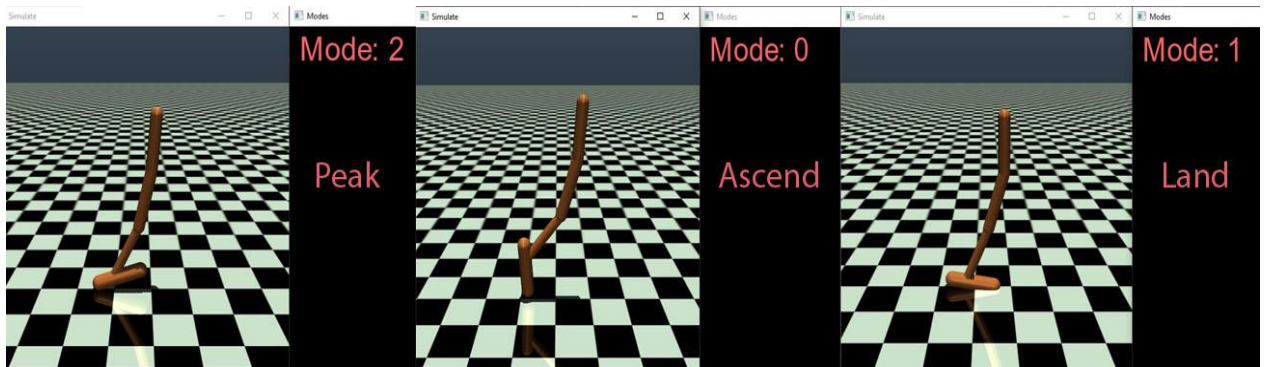 Simulate
Modes
Mode: 2
Peak
Simulate
Modes
Mode: 0
Ascend
Simulate
Modes
Mode: 1
Land